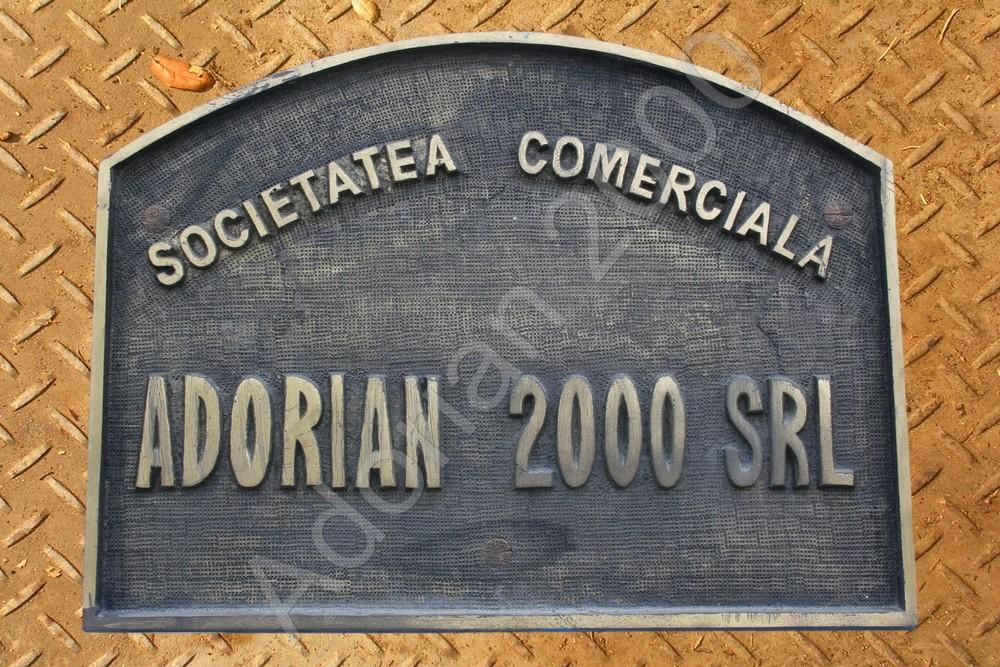 SOCIETATEA COMERCIALA
ADORIAN 2000 SRL
Adorian 2000